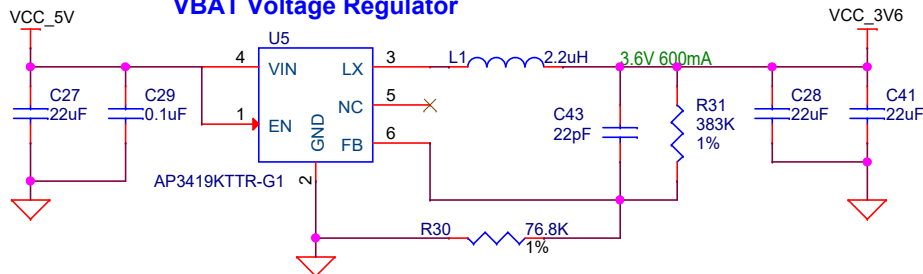 VBAT Voltage Regulator
VCC_5V
VCC_3V6
U5
4
VIN
LX
3
L1
2.2uH
3.6V 600mA
C27
22uF
C29
0.1uF
1
EN
GND
NC
5
FB
6
C43
22pF
R31
383K
1%
C28
22uF
C41
22uF
AP3419KTTR-G1
2
R30
76.8K
1%